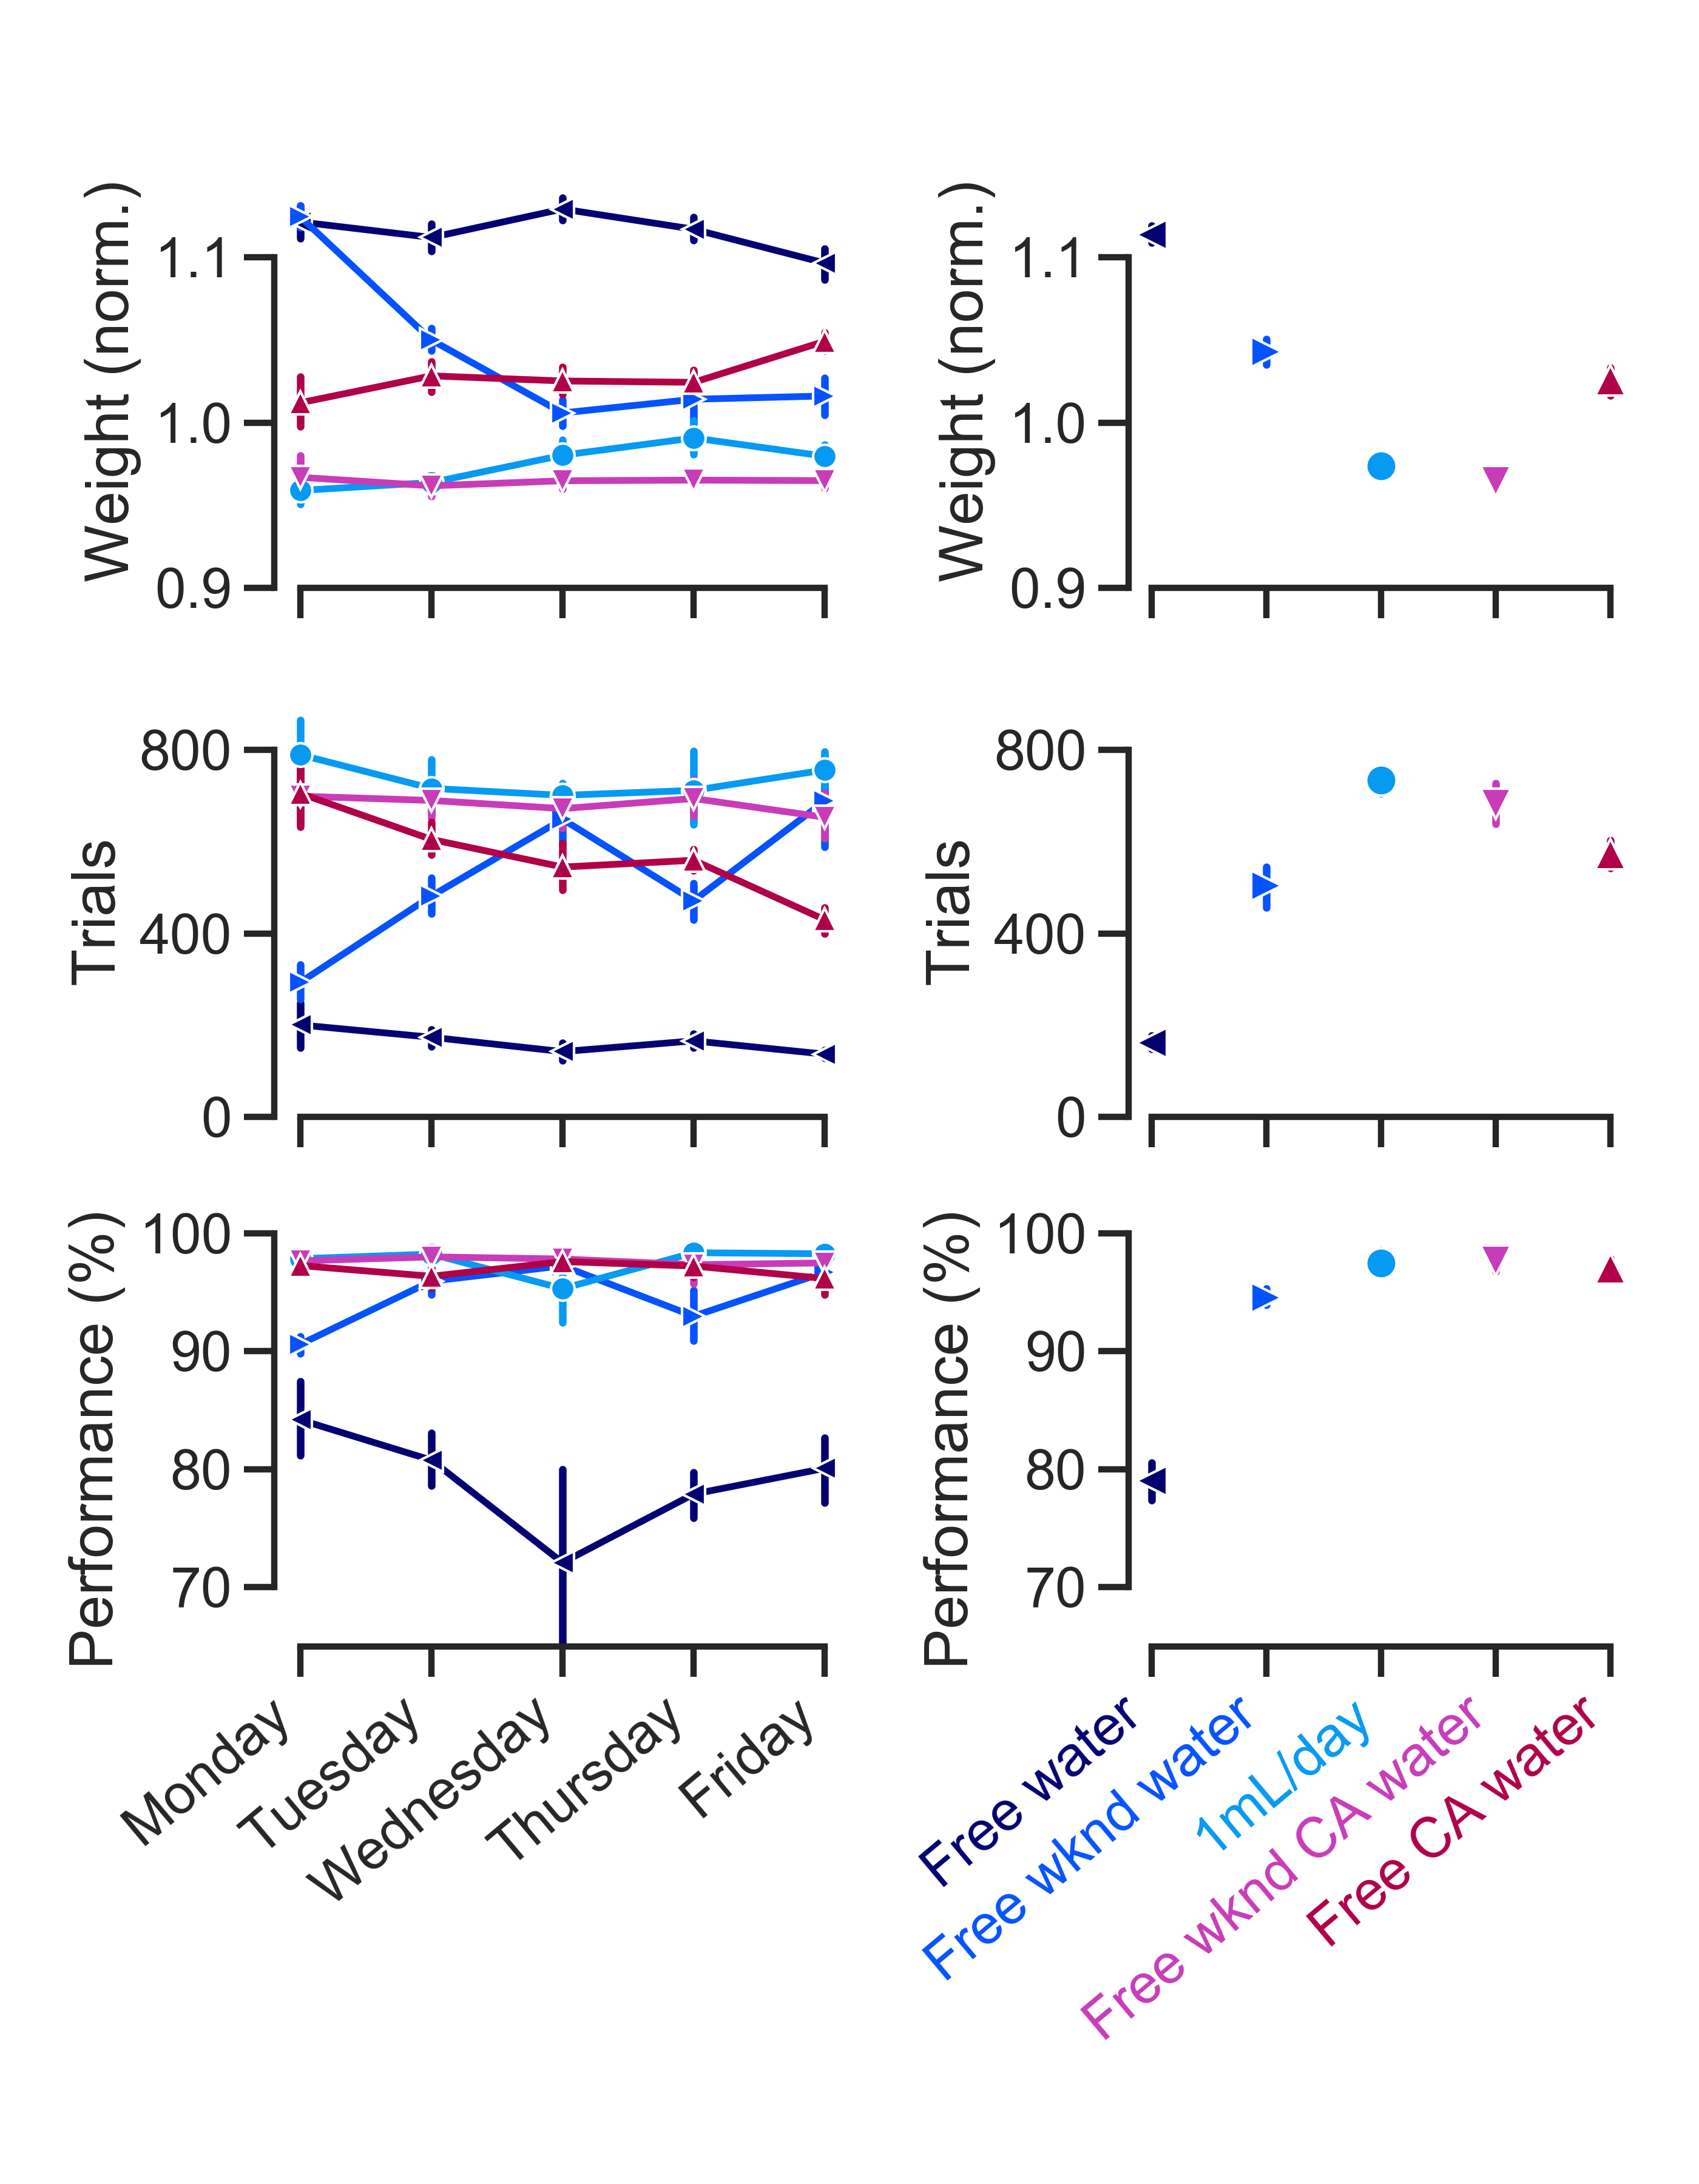 Weight (norm.)
1.1
1.0
0.9
Weight (norm.)
1.1
1.0
0.9
Trials
800
400
0
Trials
800
400
0
Performance (%)
100
90
80
70
Performance (%)
100
90
80
70
Monday
Tuesday
Wednesday
Thursday
Friday
Free water
Free wknd water
1mL/day
Free wknd CA water
Free CA water